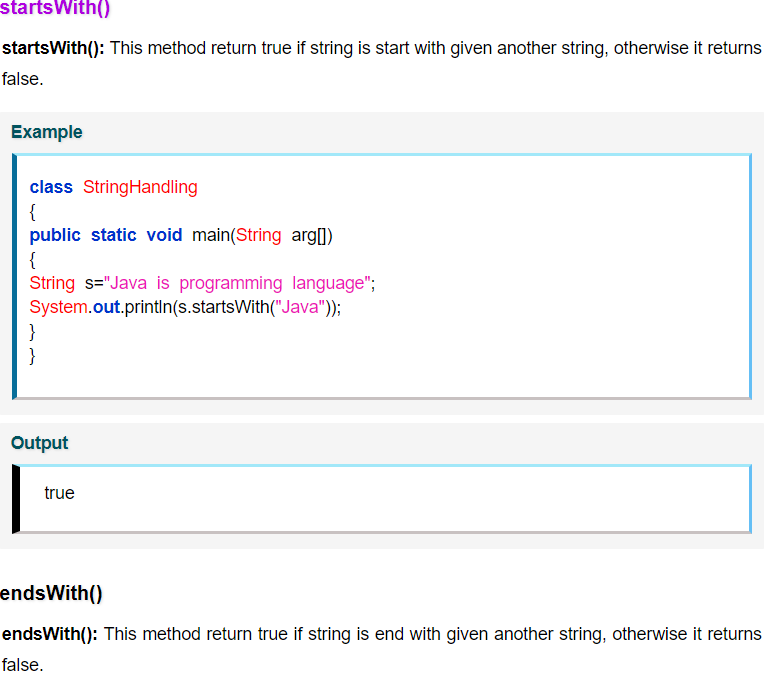 startsWith()
startsWith(): This method return true if string is start with given another string, otherwise it returns
false.
Example
class StringHandling
{
public static void main(String arg[])
{
String s="Java is programming language";
System.out.println(s.startsWith("Java"));
}
}
Output
true
endsWith()
endsWith(): This method return true if string is end with given another string, otherwise it returns
false.